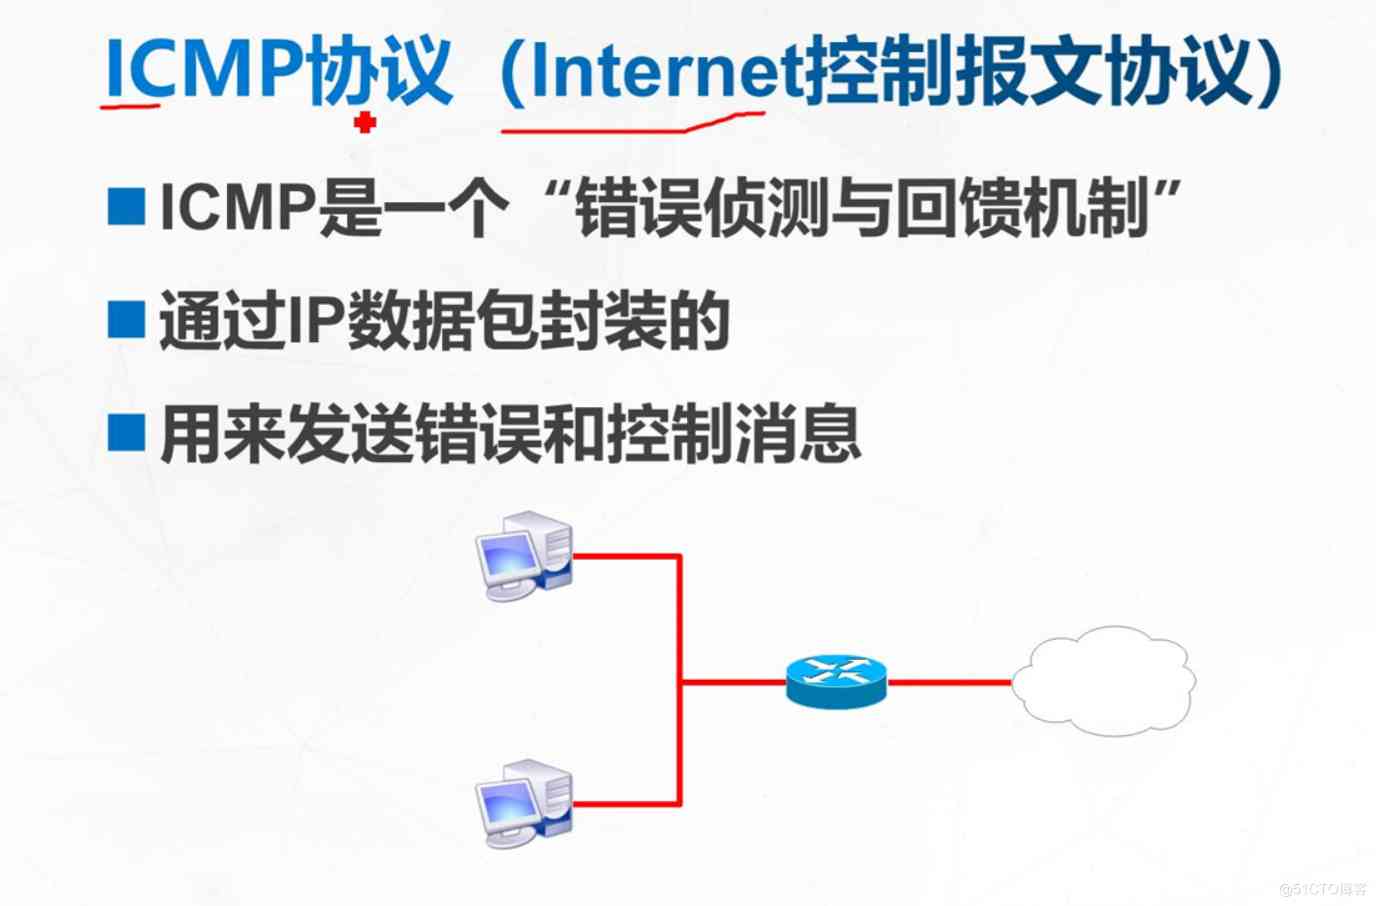 ICMP协议（Internet控制报文协议）
ICMP是一个“错误侦测与回馈机制”
通过IP数据包封装的
用来发送错误和控制消息
@51CTO博客